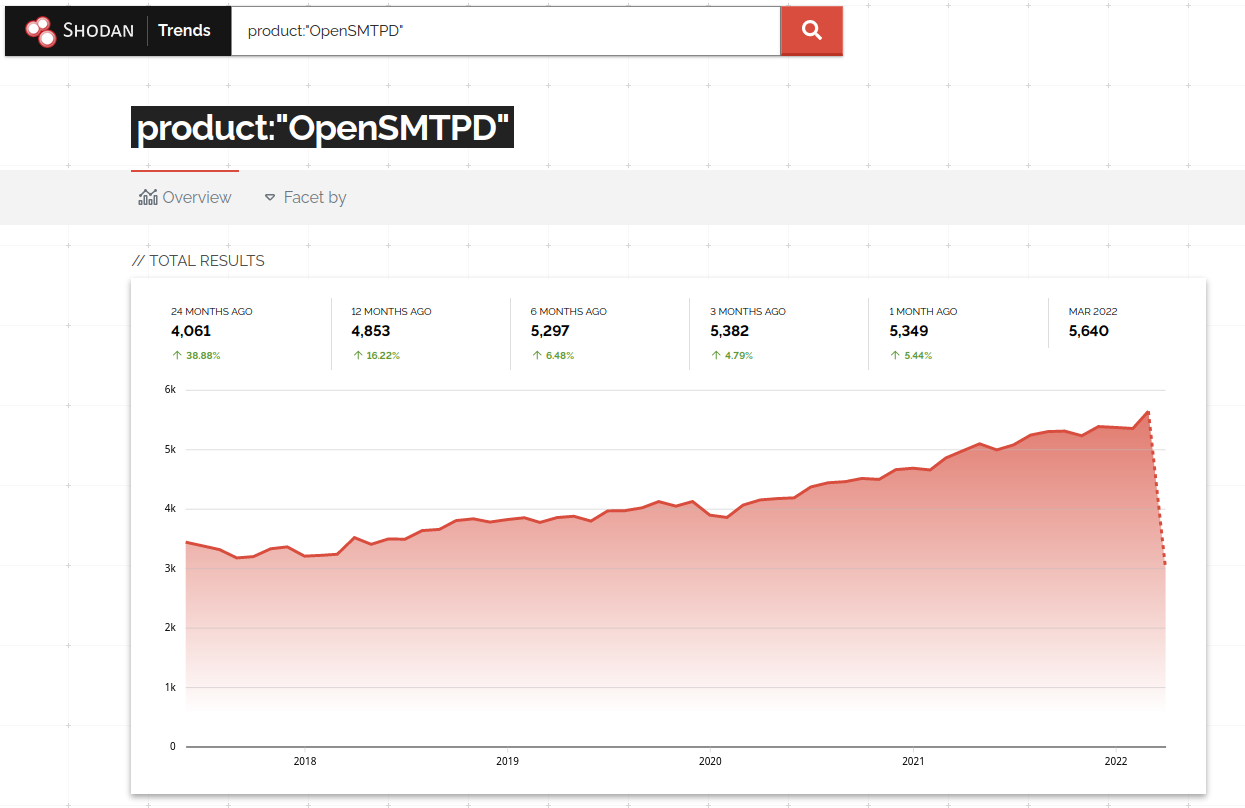 SHODAN Trends product:"OpenSMTPD"
product:"OpenSMTPD"
Overview Facet by
// TOTAL RESULTS
24 MONTHS AGO 12 MONTHS AGO 6 MONTHS AGO 3 MONTHS AGO 1 MONTH AGO MAR 2022
4,061 4,853 5,297 5,382 5,349 5,640
↑ 38.88% ↑ 16.22% ↑ 6.48% ↑ 4.79% ↑ 5.44%
6k
5k
4k
3k
2k
1k
0
2018 2019 2020 2021 2022